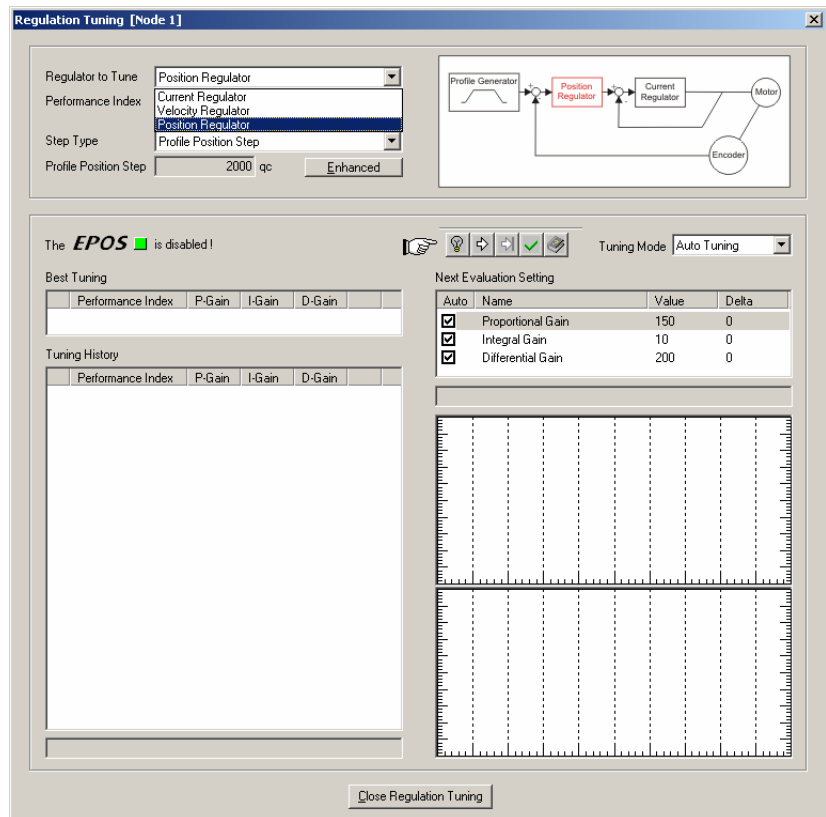 Regulation Tuning [Node 1]
Regulator to Tune Position Regulator
Performance Index Current Regulator
Velocity Regulator
Position Regulator
Step Type Profile Position Step
Profile Position Step 2000 qc Enhanced
Profile Generator
+
-
Position
Regulator
+
-
Current
Regulator
Motor
Encoder
The EPOS is disabled !
Tuning Mode Auto Tuning
Best Tuning
Performance Index P-Gain I-Gain D-Gain
Tuning History
Performance Index P-Gain I-Gain D-Gain
Next Evaluation Setting
Auto Name Value Delta
Proportional Gain 150 0
Integral Gain 10 0
Differential Gain 200 0
Close Regulation Tuning